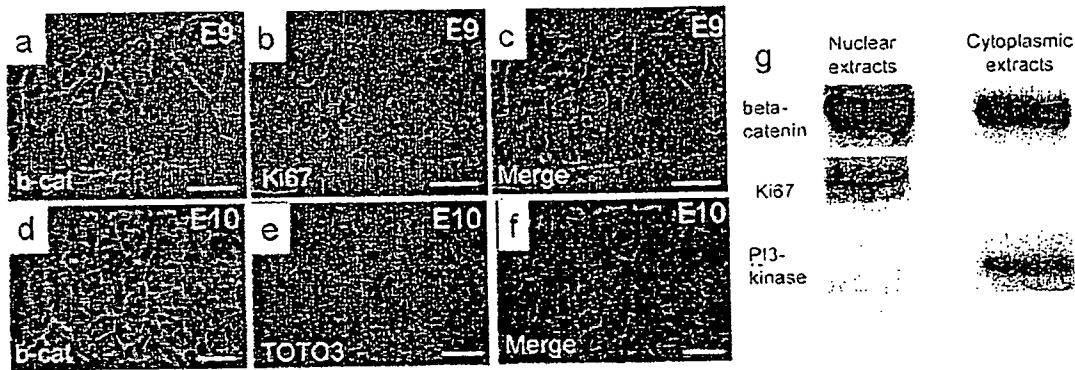 a
E9
b-cat
b
E9
Ki67
c
E9
Merge
d
E10
b-cat
e
E10
TOTO3
f
E10
Merge
g
Nuclear
extracts
Cytoplasmic
extracts
beta-
catenin
Ki67
PI3-
kinase